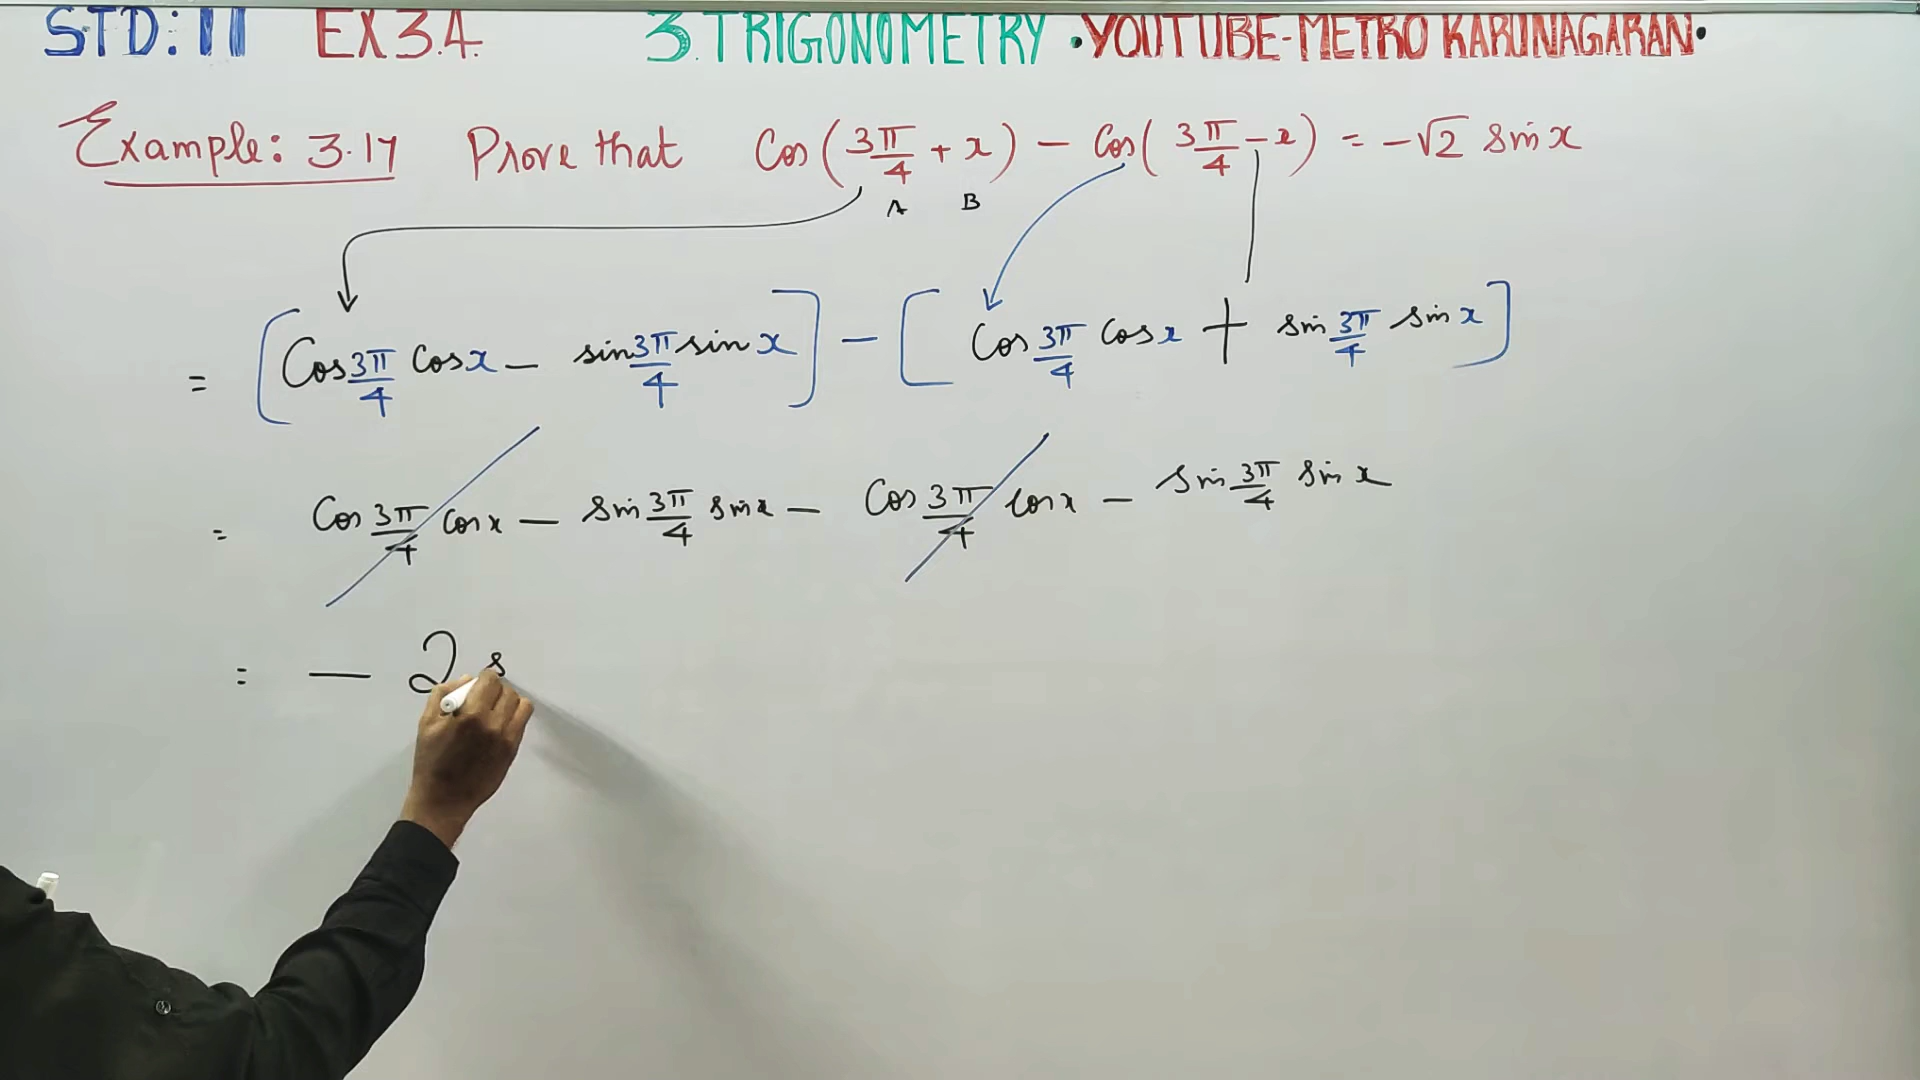 STD: 11 EX 3.4. 3. TRIGONOMETRY • YOUTUBE-METRO KARUNAGARAN •
Example: 3.17 Prove that Cos(3π/4 + x) - Cos(3π/4 - x) = -√2 sin x
A B
= [Cos 3π/4 Cos x - sin 3π/4 sin x] - [Cos 3π/4 Cos x + sin 3π/4 sin x]
= Cos 3π/4 Cos x - sin 3π/4 sin x - Cos 3π/4 Cos x - sin 3π/4 sin x
= - 2 s